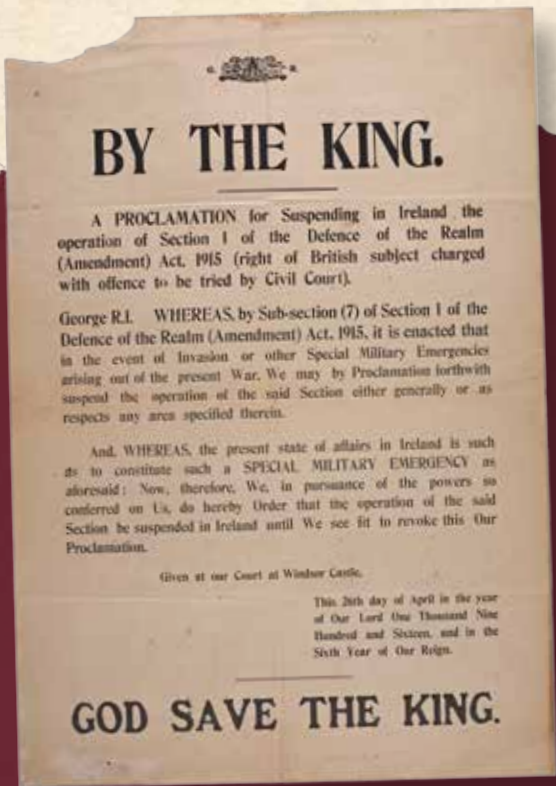 BY THE KING.
A PROCLAMATION for Suspending in Ireland the
operation of Section 1 of the Defence of the Realm
(Amendment) Act, 1915 (right of British subject charged
with offence to be tried by Civil Court).
George R.I. WHEREAS, by Sub-section (7) of Section 1 of the
Defence of the Realm (Amendment) Act, 1915, it is enacted that
in the event of Invasion or other Special Military Emergencies
arising out of the present War, We may by Proclamation forthwith
suspend the operation of the said Section either generally or as
respects any area specified therein.
And, WHEREAS, the present state of affairs in Ireland is such
as to constitute such a SPECIAL MILITARY EMERGENCY as
aforesaid: Now, therefore, We, in pursuance of the powers so
conferred on Us, do hereby Order that the operation of the said
Section be suspended in Ireland until We see fit to revoke this Our
Proclamation.
Given at our Court at Windsor Castle,
This 26th day of April in the year
of Our Lord One Thousand Nine
Hundred and Sixteen, and in the
Sixth Year of Our Reign.
GOD SAVE THE KING.